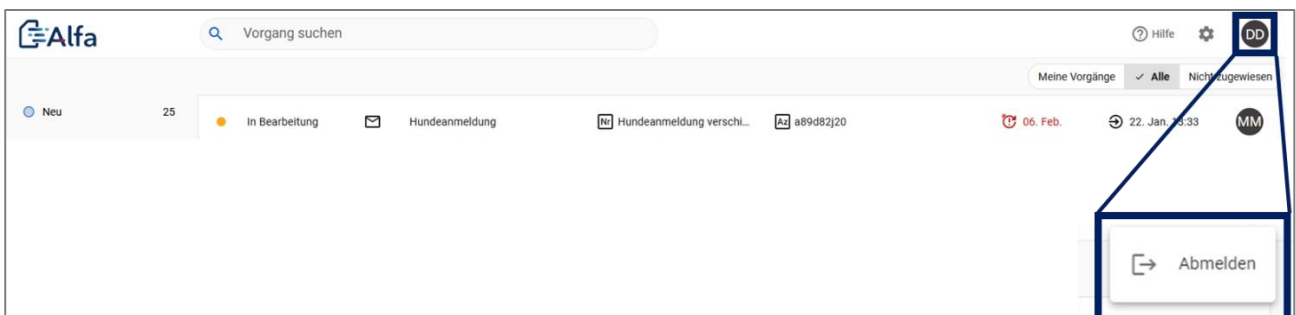 Alfa
Vorgang suchen
Hilfe
DD
Meine Vorgänge Alle Nicht zugewiesen
Neu 25
In Bearbeitung Hundeanmeldung Nr Hundeanmeldung verschi... Az a89d82j20 06. Feb. 22. Jan. 13:33 MM
Abmelden